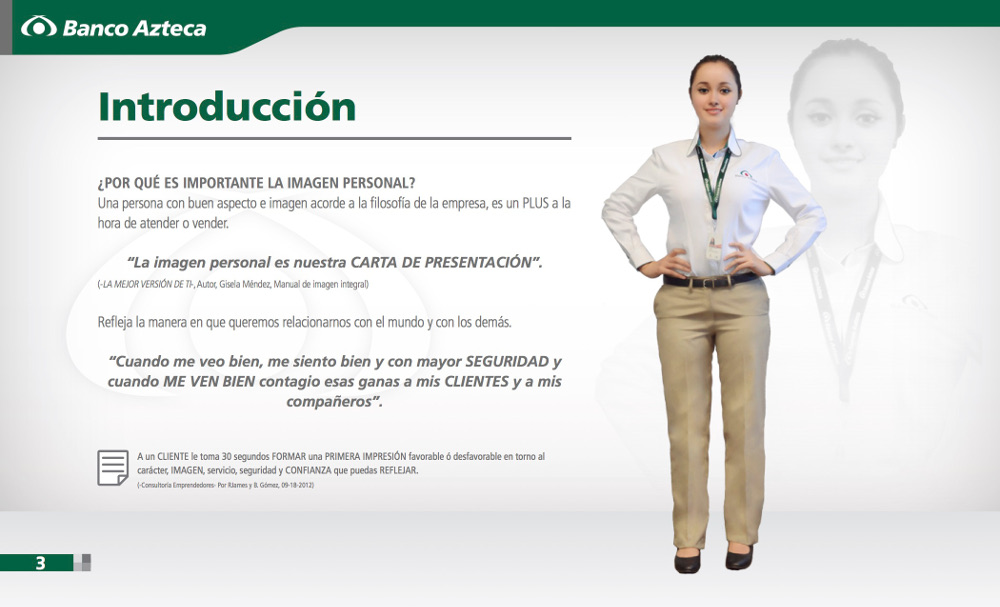 Banco Azteca
Introducción
¿POR QUÉ ES IMPORTANTE LA IMAGEN PERSONAL?
Una persona con buen aspecto e imagen acorde a la filosofía de la empresa, es un PLUS a la
hora de atender o vender.
“La imagen personal es nuestra CARTA DE PRESENTACIÓN”.
(-LA MEJOR VERSIÓN DE TI-, Autor, Gisela Méndez, Manual de imagen integral)
Refleja la manera en que queremos relacionarnos con el mundo y con los demás.
“Cuando me veo bien, me siento bien y con mayor SEGURIDAD y
cuando ME VEN BIEN contagio esas ganas a mis CLIENTES y a mis
compañeros”.
A un CLIENTE le toma 30 segundos FORMAR una PRIMERA IMPRESIÓN favorable ó desfavorable en torno al
carácter, IMAGEN, servicio, seguridad y CONFIANZA que puedas REFLEJAR.
(-Consultoría Emprendedores- Por RJames y B. Gómez, 09-18-2012)
3